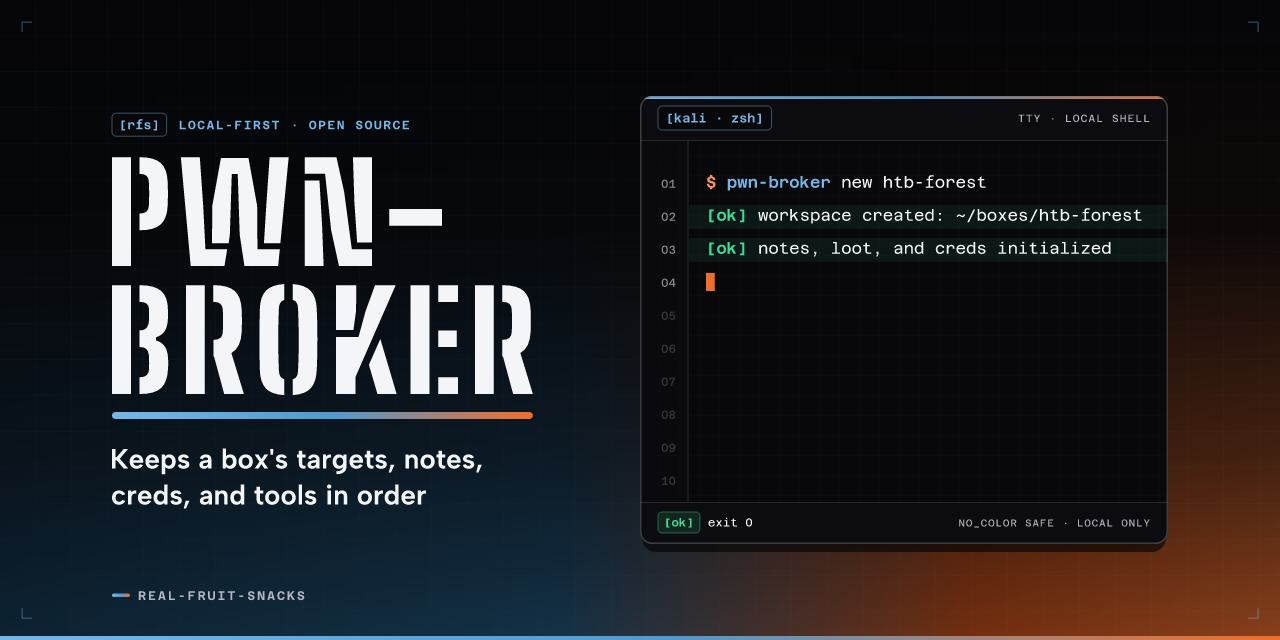 [rfs] LOCAL-FIRST · OPEN SOURCE
PWN-
BROKER
Keeps a box's targets, notes,
creds, and tools in order
REAL-FRUIT-SNACKS
[kali · zsh] TTY · LOCAL SHELL
01 $ pwn-broker new htb-forest
02 [ok] workspace created: ~/boxes/htb-forest
03 [ok] notes, loot, and creds initialized
04
05
06
07
08
09
10
[ok] exit 0 NO_COLOR SAFE · LOCAL ONLY